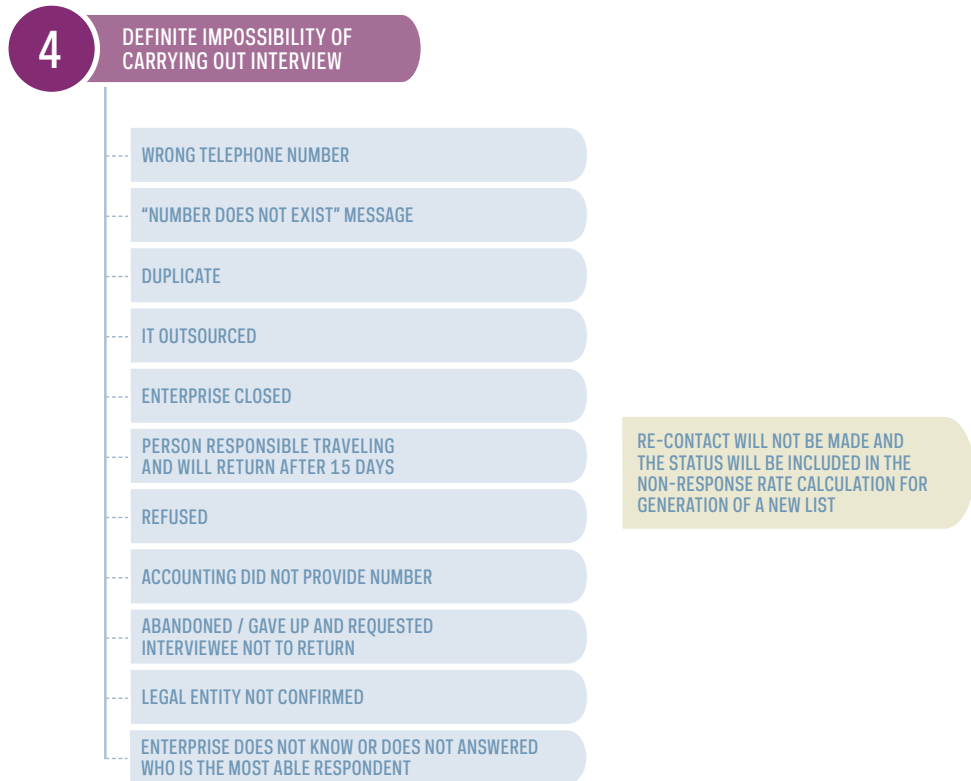 4
DEFINITE IMPOSSIBILITY OF
CARRYING OUT INTERVIEW
WRONG TELEPHONE NUMBER
“NUMBER DOES NOT EXIST” MESSAGE
DUPLICATE
IT OUTSOURCED
ENTERPRISE CLOSED
PERSON RESPONSIBLE TRAVELING
AND WILL RETURN AFTER 15 DAYS
REFUSED
ACCOUNTING DID NOT PROVIDE NUMBER
ABANDONED / GAVE UP AND REQUESTED
INTERVIEWEE NOT TO RETURN
LEGAL ENTITY NOT CONFIRMED
ENTERPRISE DOES NOT KNOW OR DOES NOT ANSWERED
WHO IS THE MOST ABLE RESPONDENT
RE-CONTACT WILL NOT BE MADE AND
THE STATUS WILL BE INCLUDED IN THE
NON-RESPONSE RATE CALCULATION FOR
GENERATION OF A NEW LIST